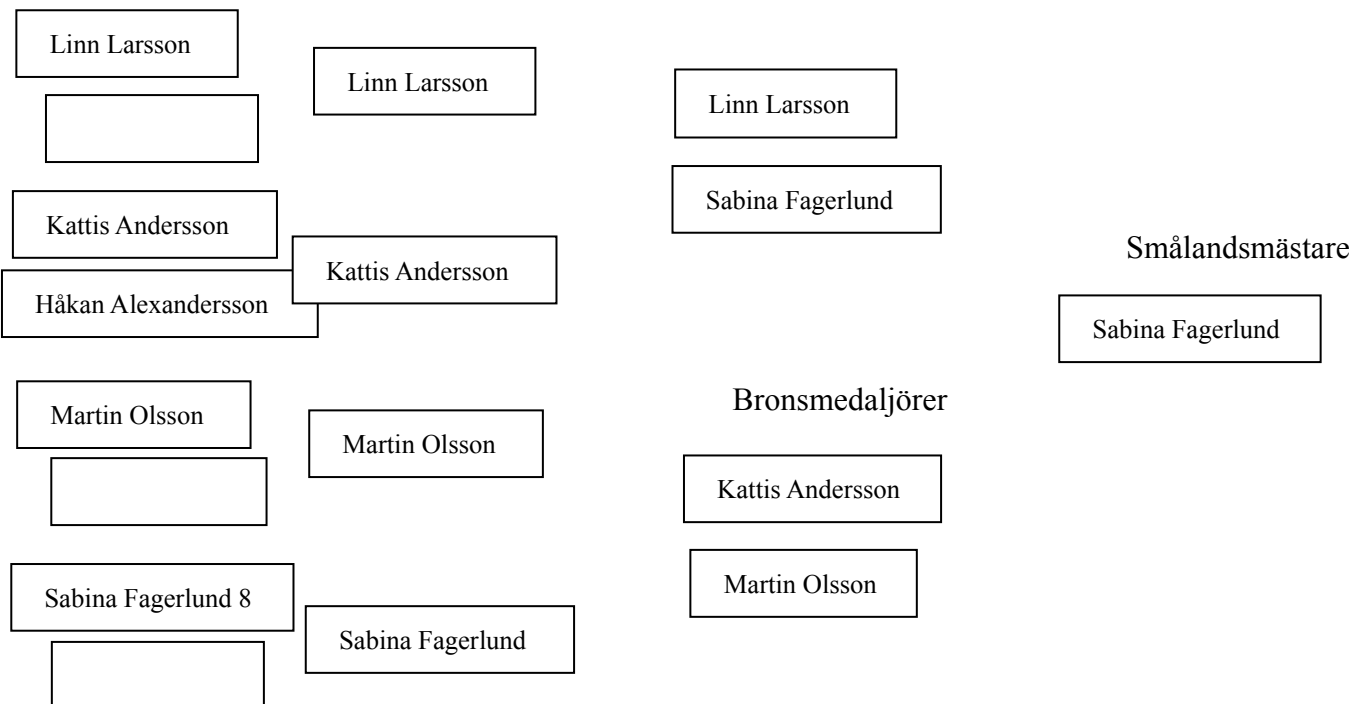 Linn Larsson
Kattis Andersson
Håkan Alexandersson
Martin Olsson
Sabina Fagerlund 8
Linn Larsson
Kattis Andersson
Martin Olsson
Sabina Fagerlund
Linn Larsson
Sabina Fagerlund
Bronsmedaljörer
Kattis Andersson
Martin Olsson
Smålandsmästare
Sabina Fagerlund